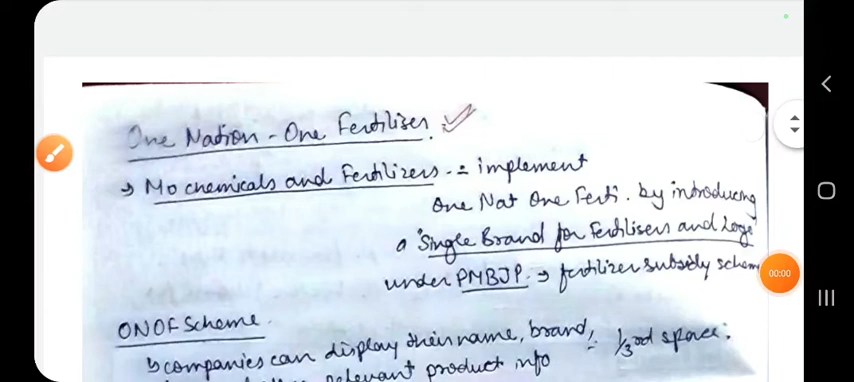 One Nation - One Fertiliser.
→ Mo chemicals and Fertilizers -= implement
One Nat One Ferti. by introducing
a "Single Brand for Fertilisers and Logo"
under PMBJP → fertilizer subsidy scheme
ONOF Scheme.
↳ companies can display their name, brand, = 1/3rd space:
relevant product info
00:00